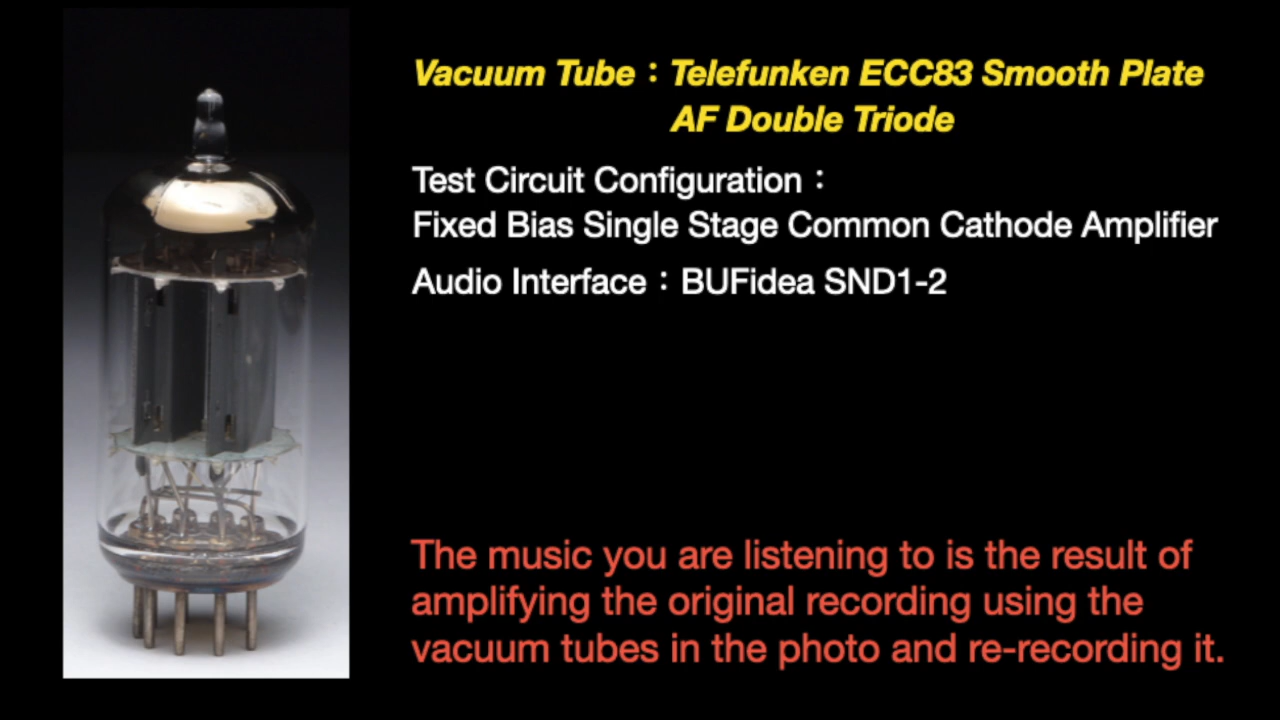 Vacuum Tube：Telefunken ECC83 Smooth Plate
AF Double Triode
Test Circuit Configuration：
Fixed Bias Single Stage Common Cathode Amplifier
Audio Interface：BUFidea SND1-2
The music you are listening to is the result of
amplifying the original recording using the
vacuum tubes in the photo and re-recording it.